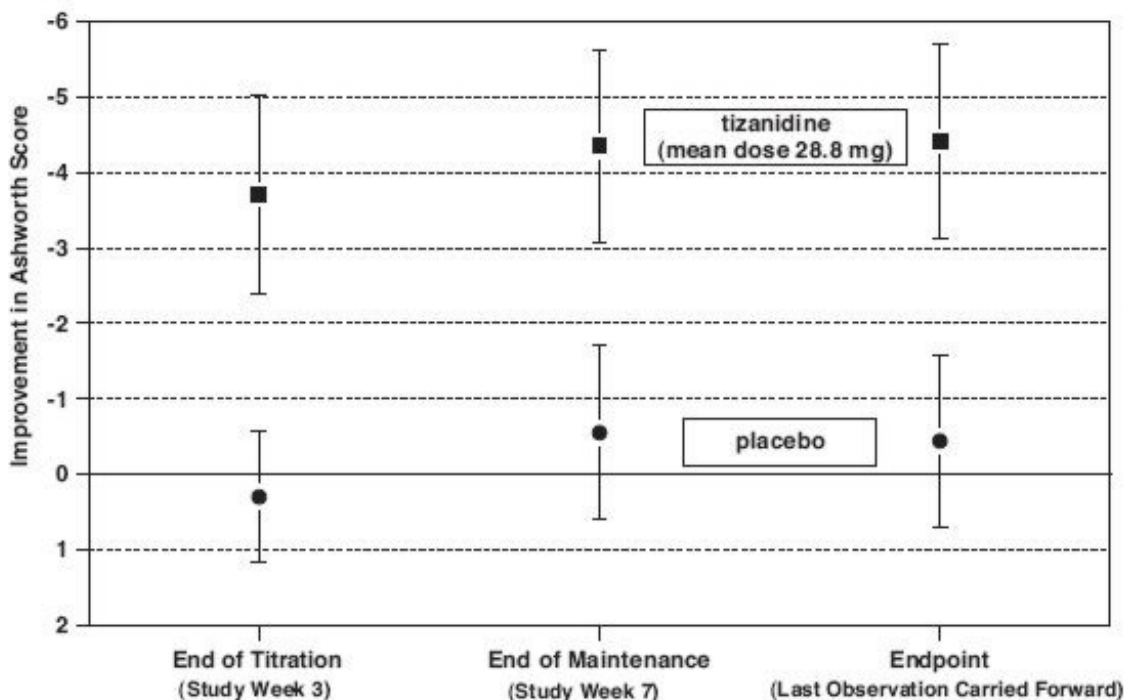 Improvement in Ashworth Score
-6
-5
-4
-3
-2
-1
0
1
2
tizanidine
(mean dose 28.8 mg)
placebo
End of Titration
(Study Week 3)
End of Maintenance
(Study Week 7)
Endpoint
(Last Observation Carried Forward)